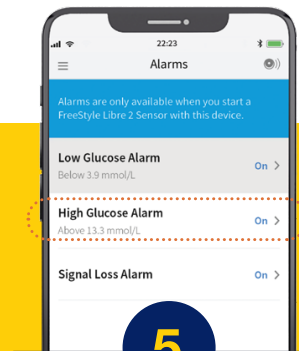 22:23
Alarms
Alarms are only available when you start a
FreeStyle Libre 2 Sensor with this device.
Low Glucose Alarm
Below 3.9 mmol/L
On
High Glucose Alarm
Above 13.3 mmol/L
On
Signal Loss Alarm
On
5